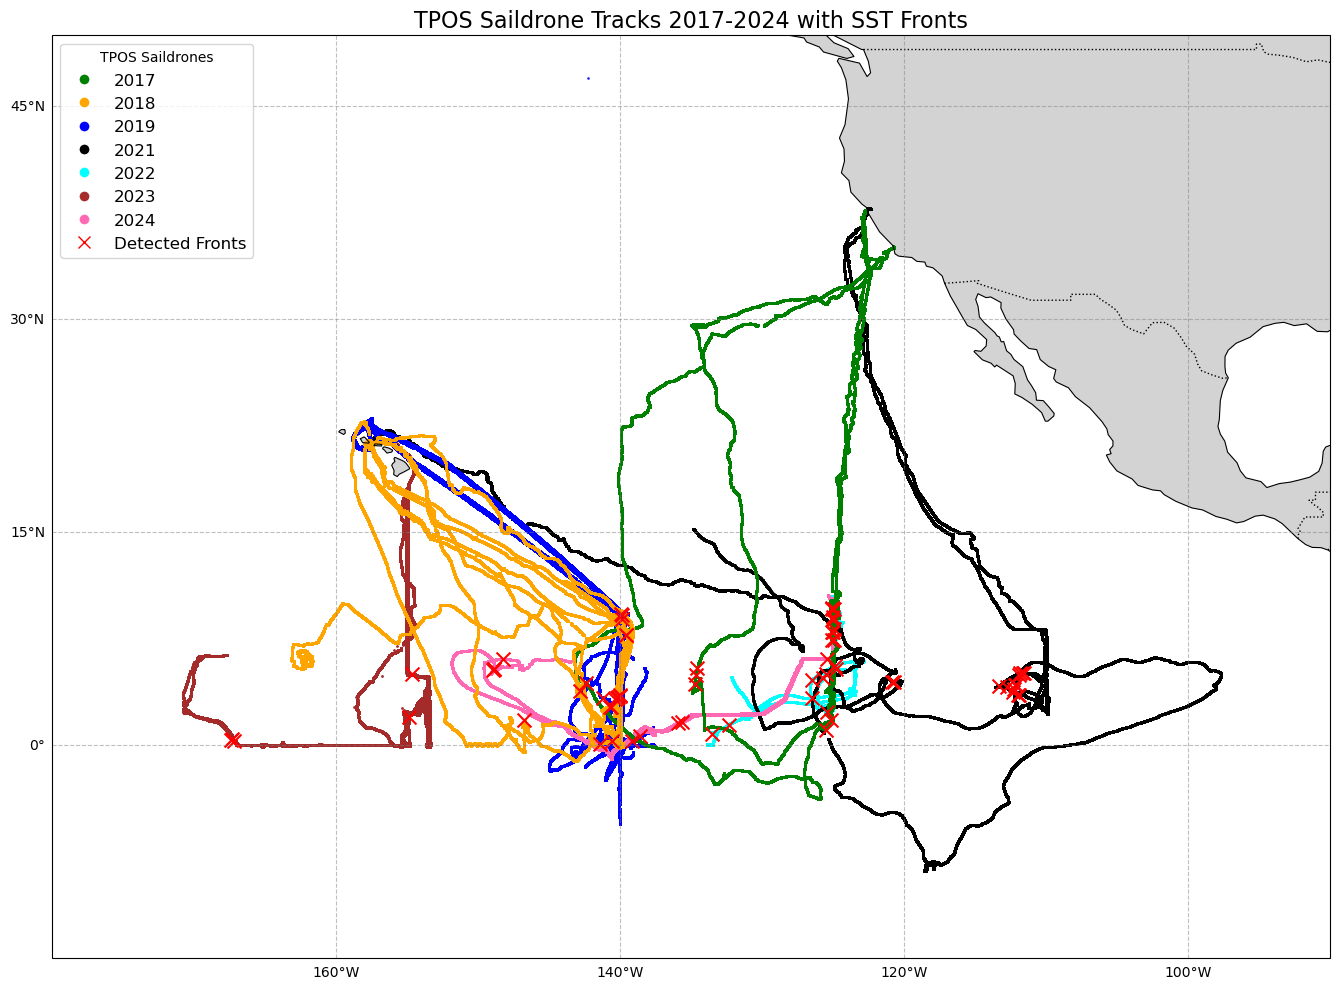 TPOS Saildrone Tracks 2017-2024 with SST Fronts
TPOS Saildrones
2017
2018
2019
2021
2022
2023
2024
Detected Fronts
45°N
30°N
15°N
0°
160°W
140°W
120°W
100°W